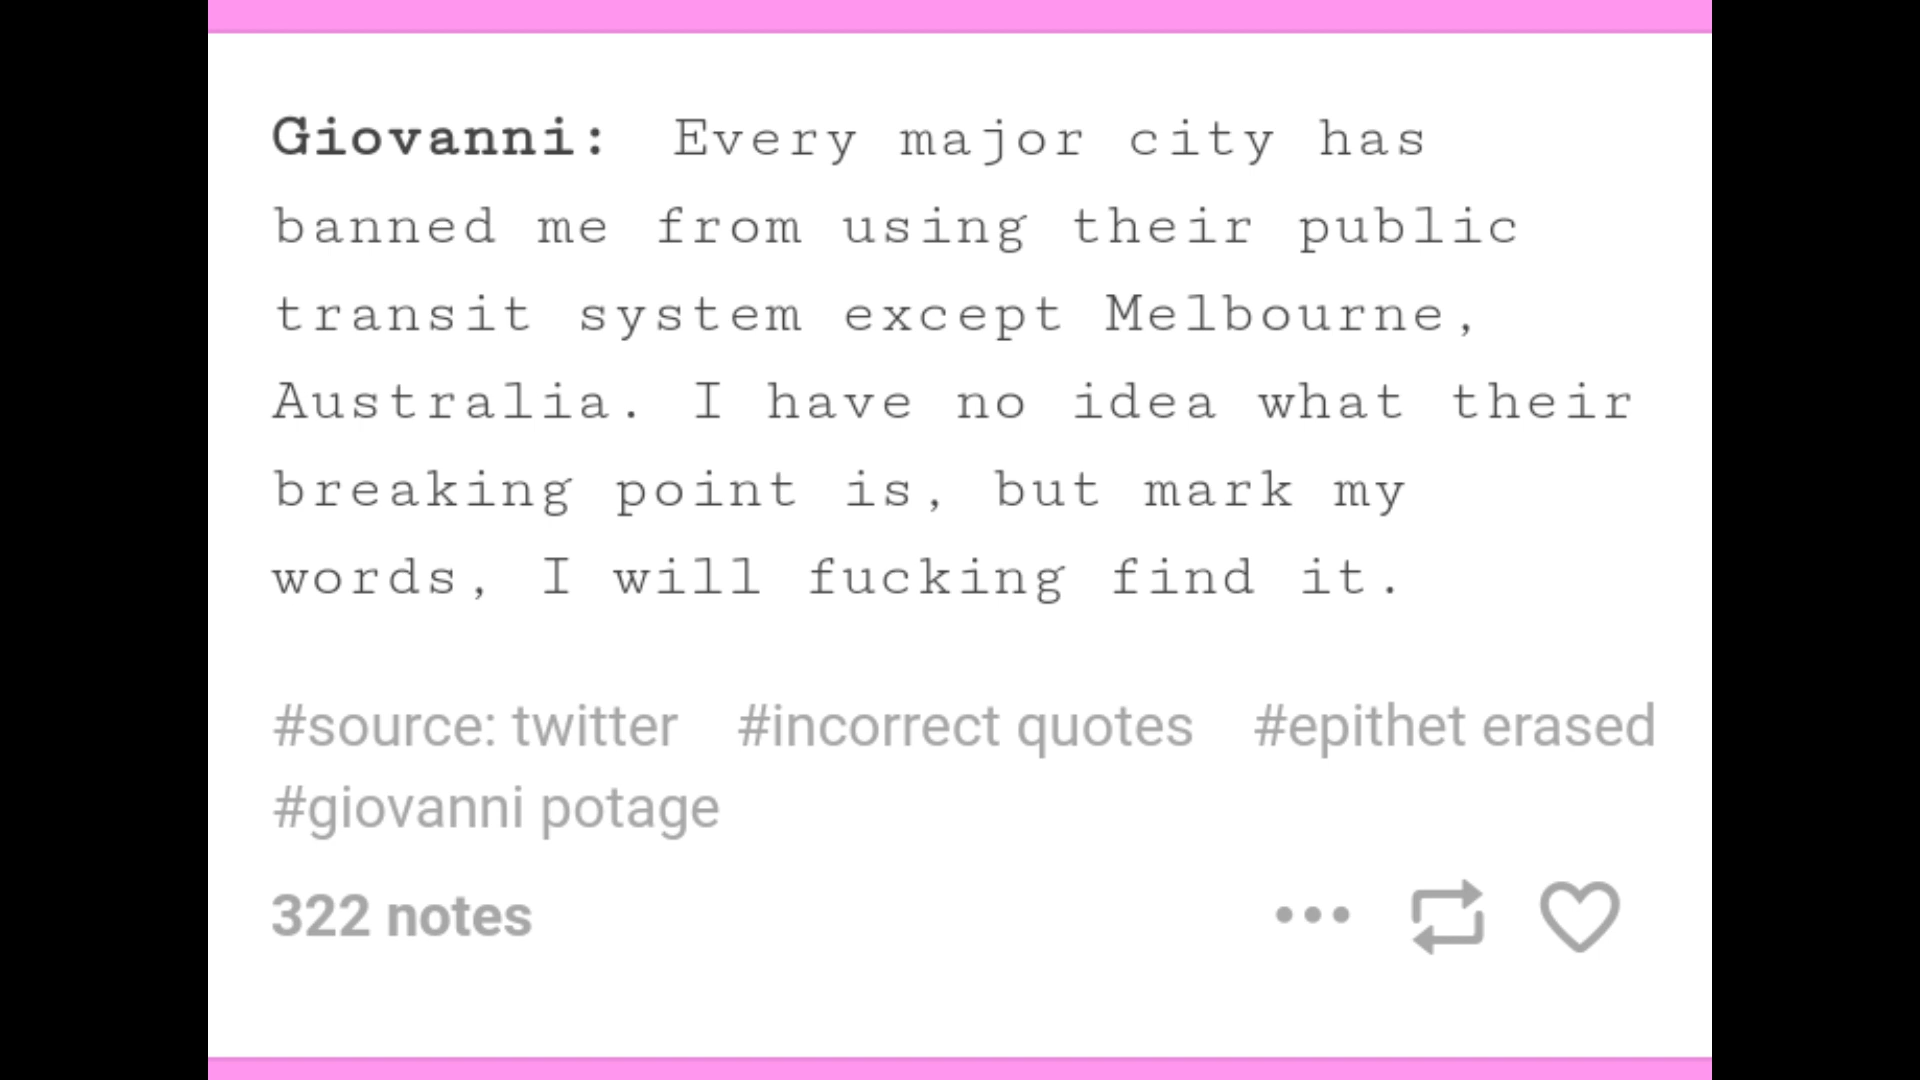 Giovanni: Every major city has
banned me from using their public
transit system except Melbourne,
Australia. I have no idea what their
breaking point is, but mark my
words, I will fucking find it.
#source: twitter #incorrect quotes #epithet erased
#giovanni potage
322 notes